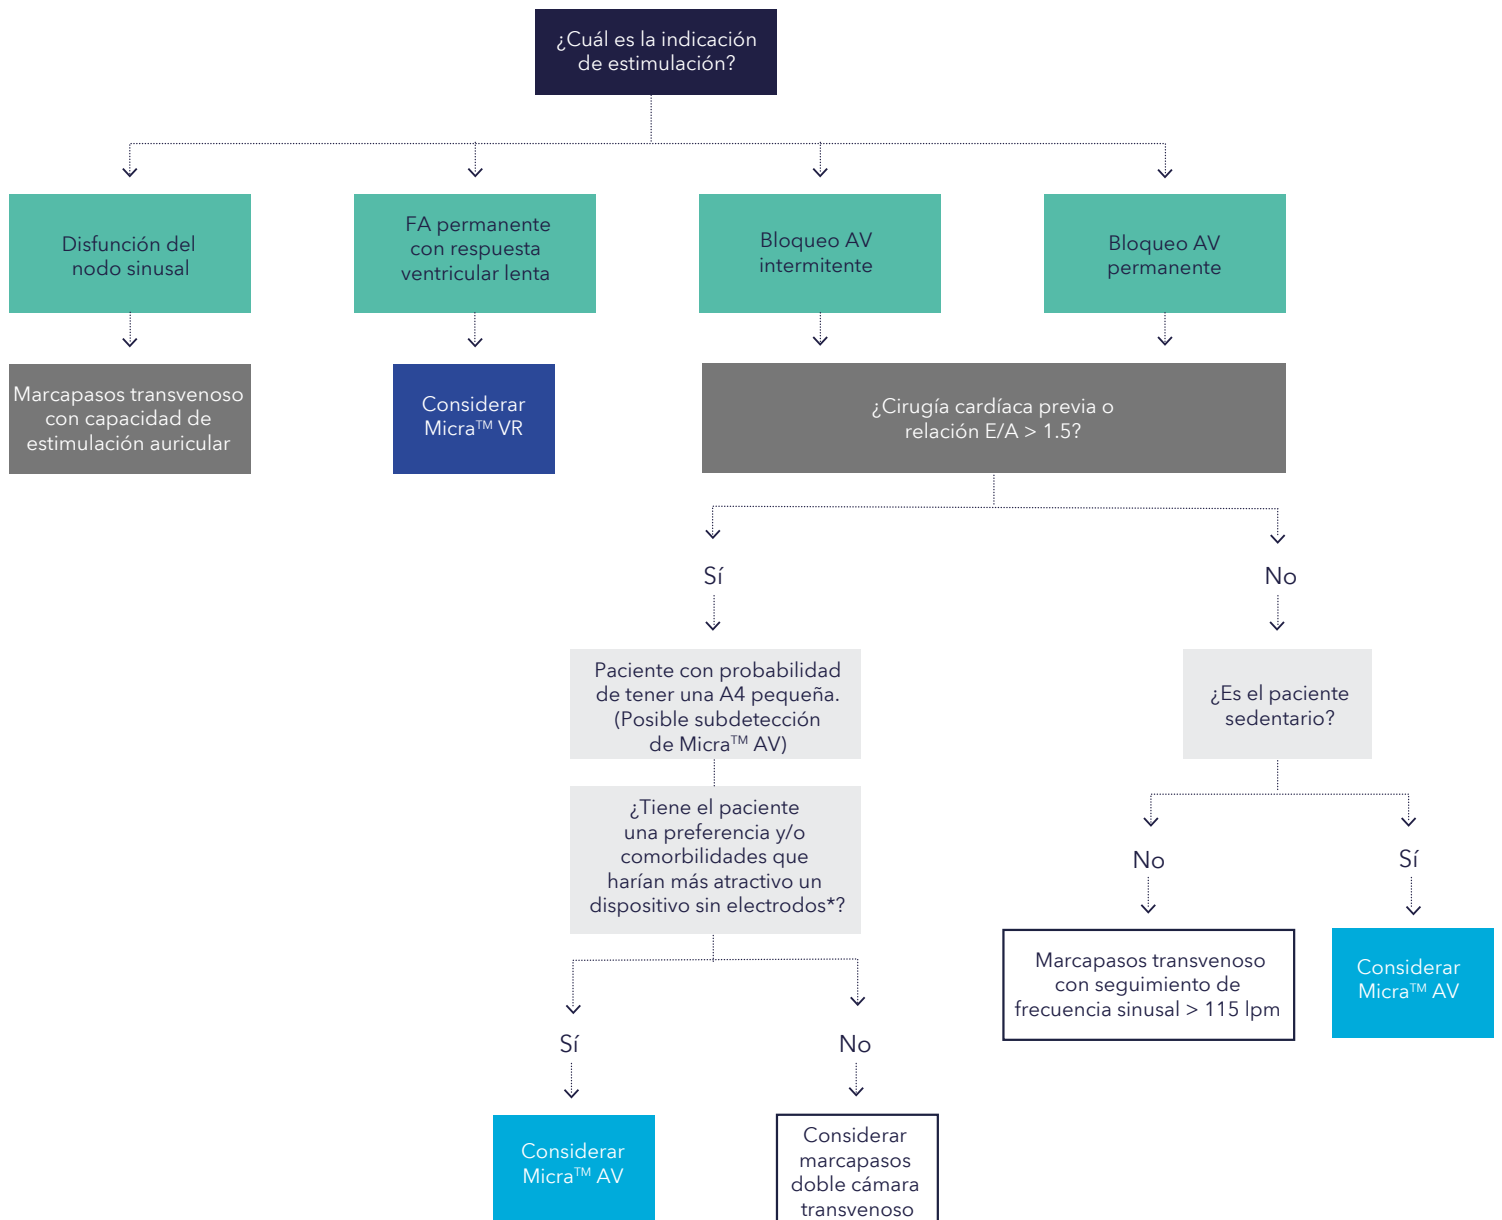 ¿Cuál es la indicación
de estimulación?
Disfunción del
nodo sinusal
FA permanente
con respuesta
ventricular lenta
Bloqueo AV
intermitente
Bloqueo AV
permanente
Marcapasos transvenoso
con capacidad de
estimulación auricular
Considerar
Micra™ VR
¿Cirugía cardíaca previa o
relación E/A > 1.5?
Sí
No
Paciente con probabilidad
de tener una A4 pequeña.
(Posible subdetección
de Micra™ AV)
¿Es el paciente
sedentario?
¿Tiene el paciente
una preferencia y/o
comorbilidades que
harían más atractivo un
dispositivo sin electrodos*?
No
Sí
Marcapasos transvenoso
con seguimiento de
frecuencia sinusal > 115 lpm
Considerar
Micra™ AV
Sí
No
Considerar
Micra™ AV
Considerar
marcapasos
doble cámara
transvenoso